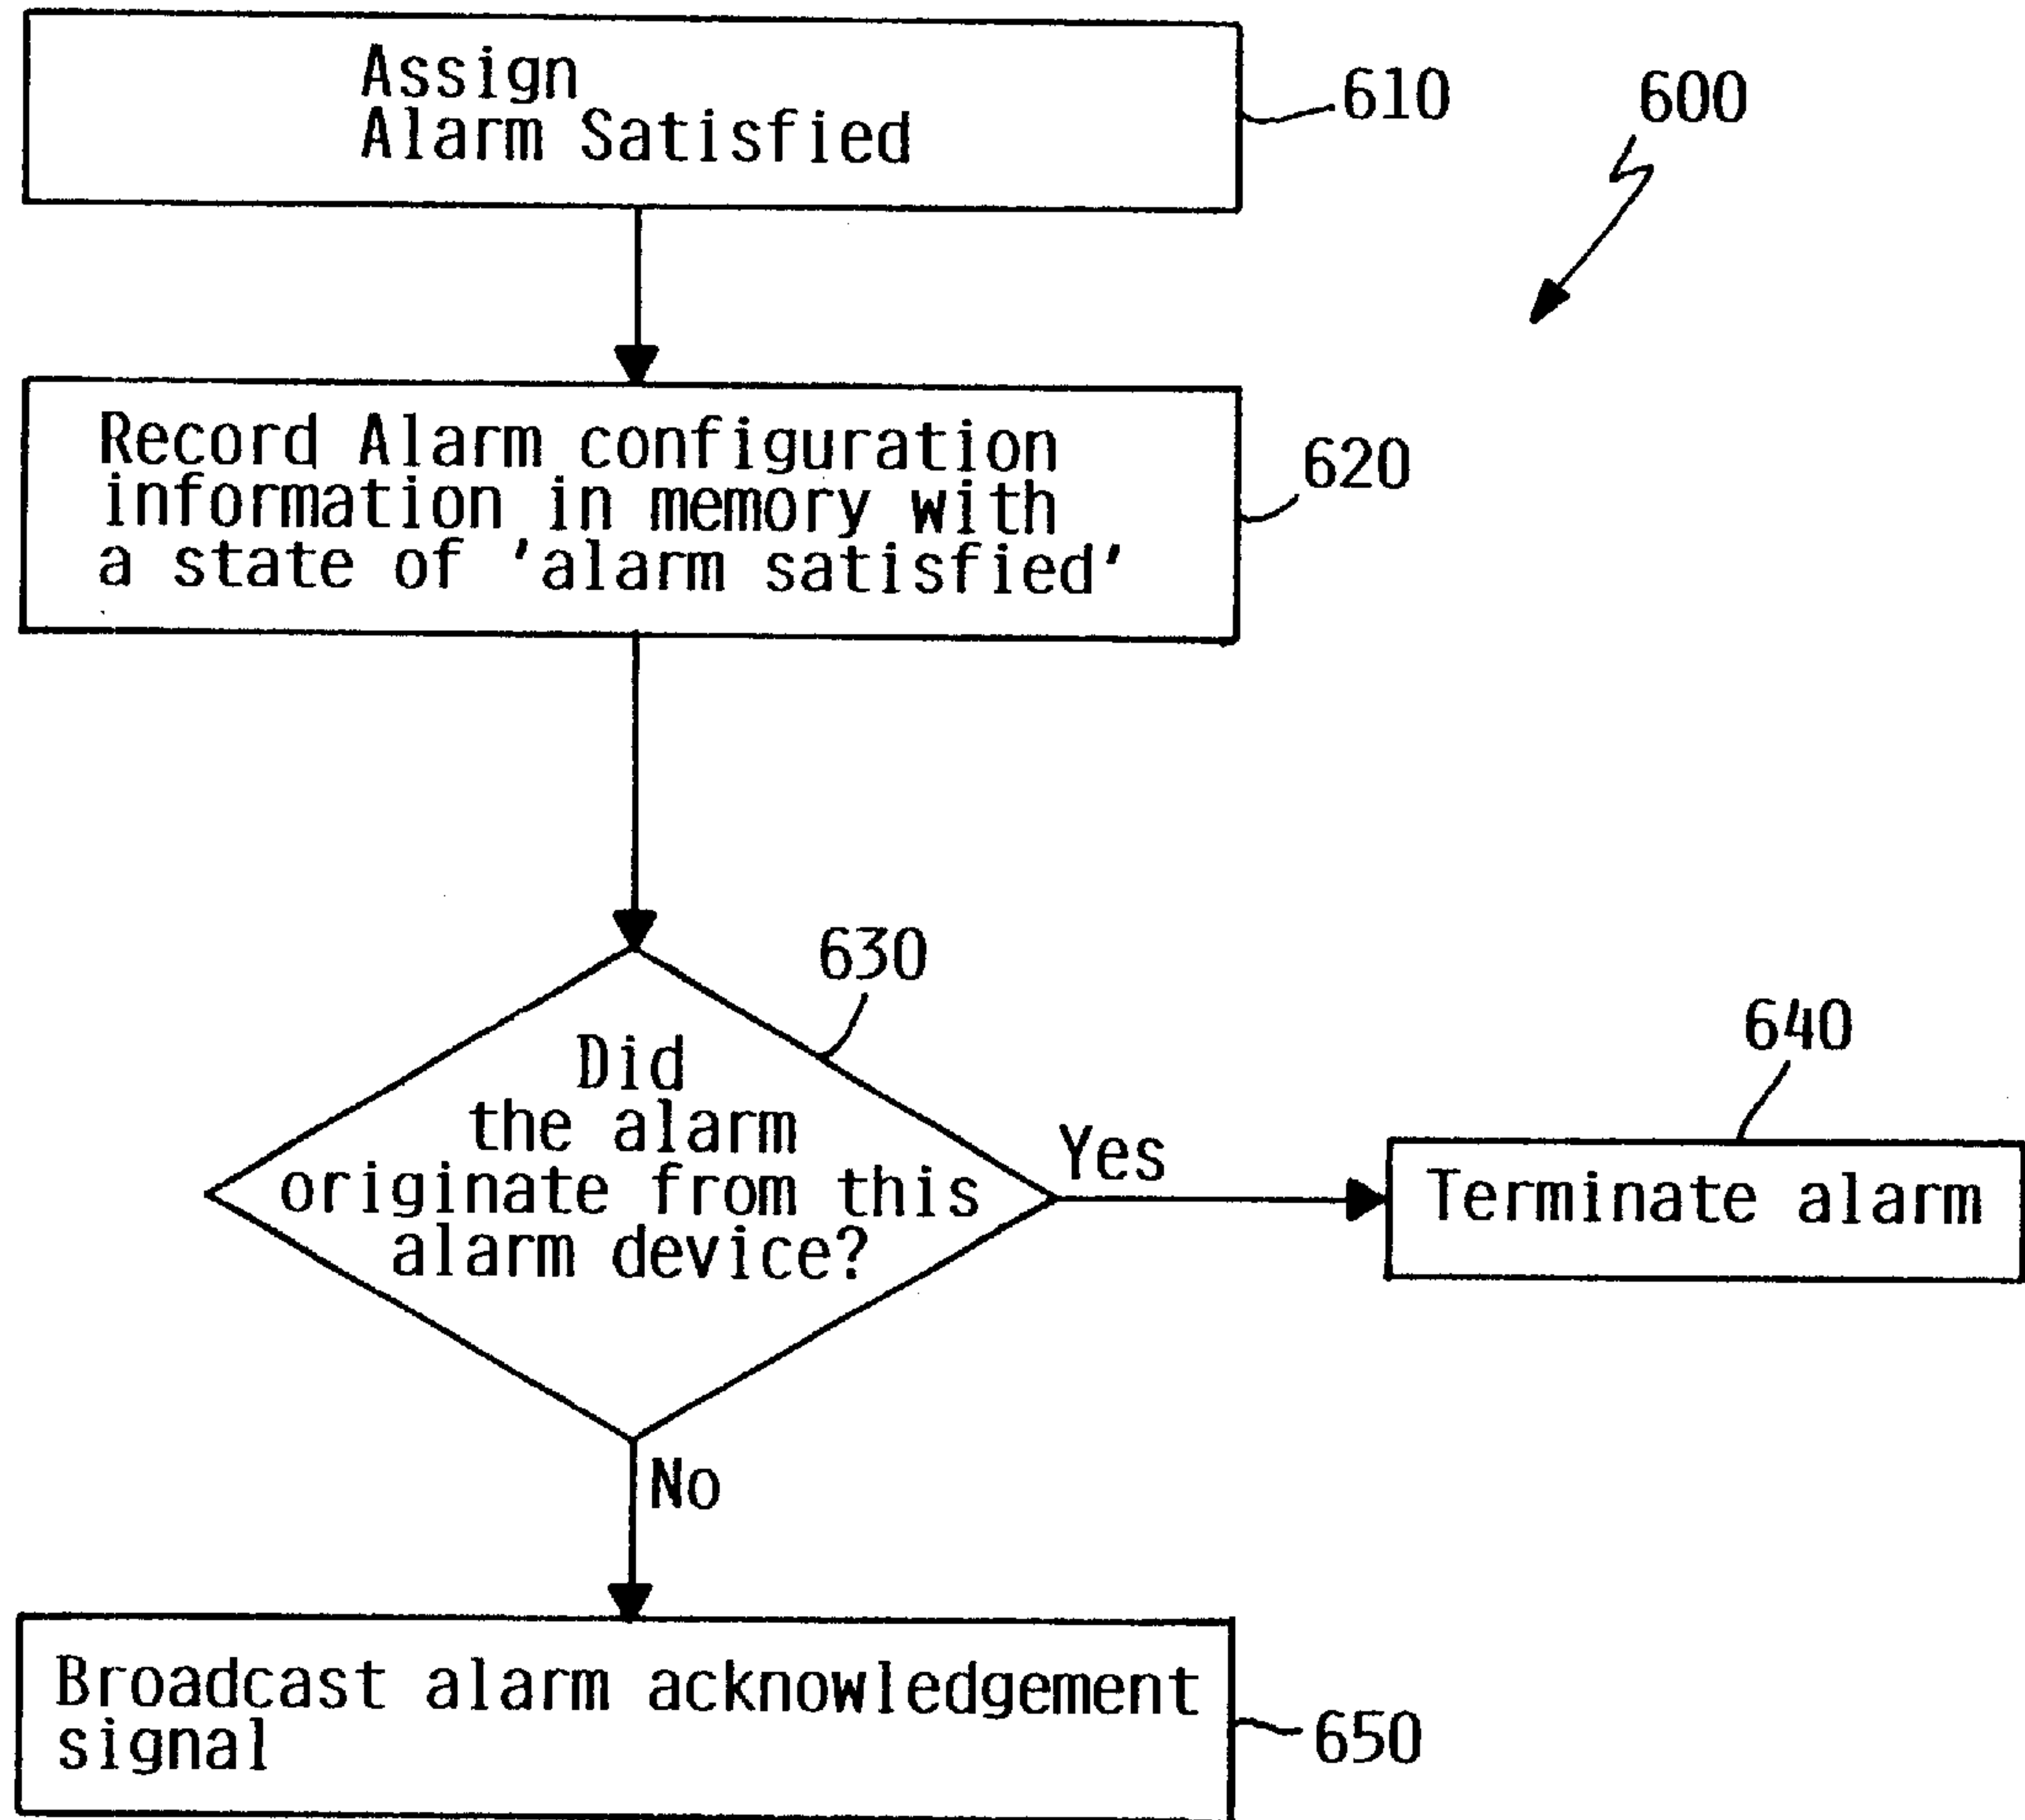 Assign
Alarm Satisfied
610
600
Record Alarm configuration
information in memory with
a state of 'alarm satisfied'
620
630
Did
the alarm
originate from this
alarm device?
Yes
640
Terminate alarm
No
Broadcast alarm acknowledgement
signal
650